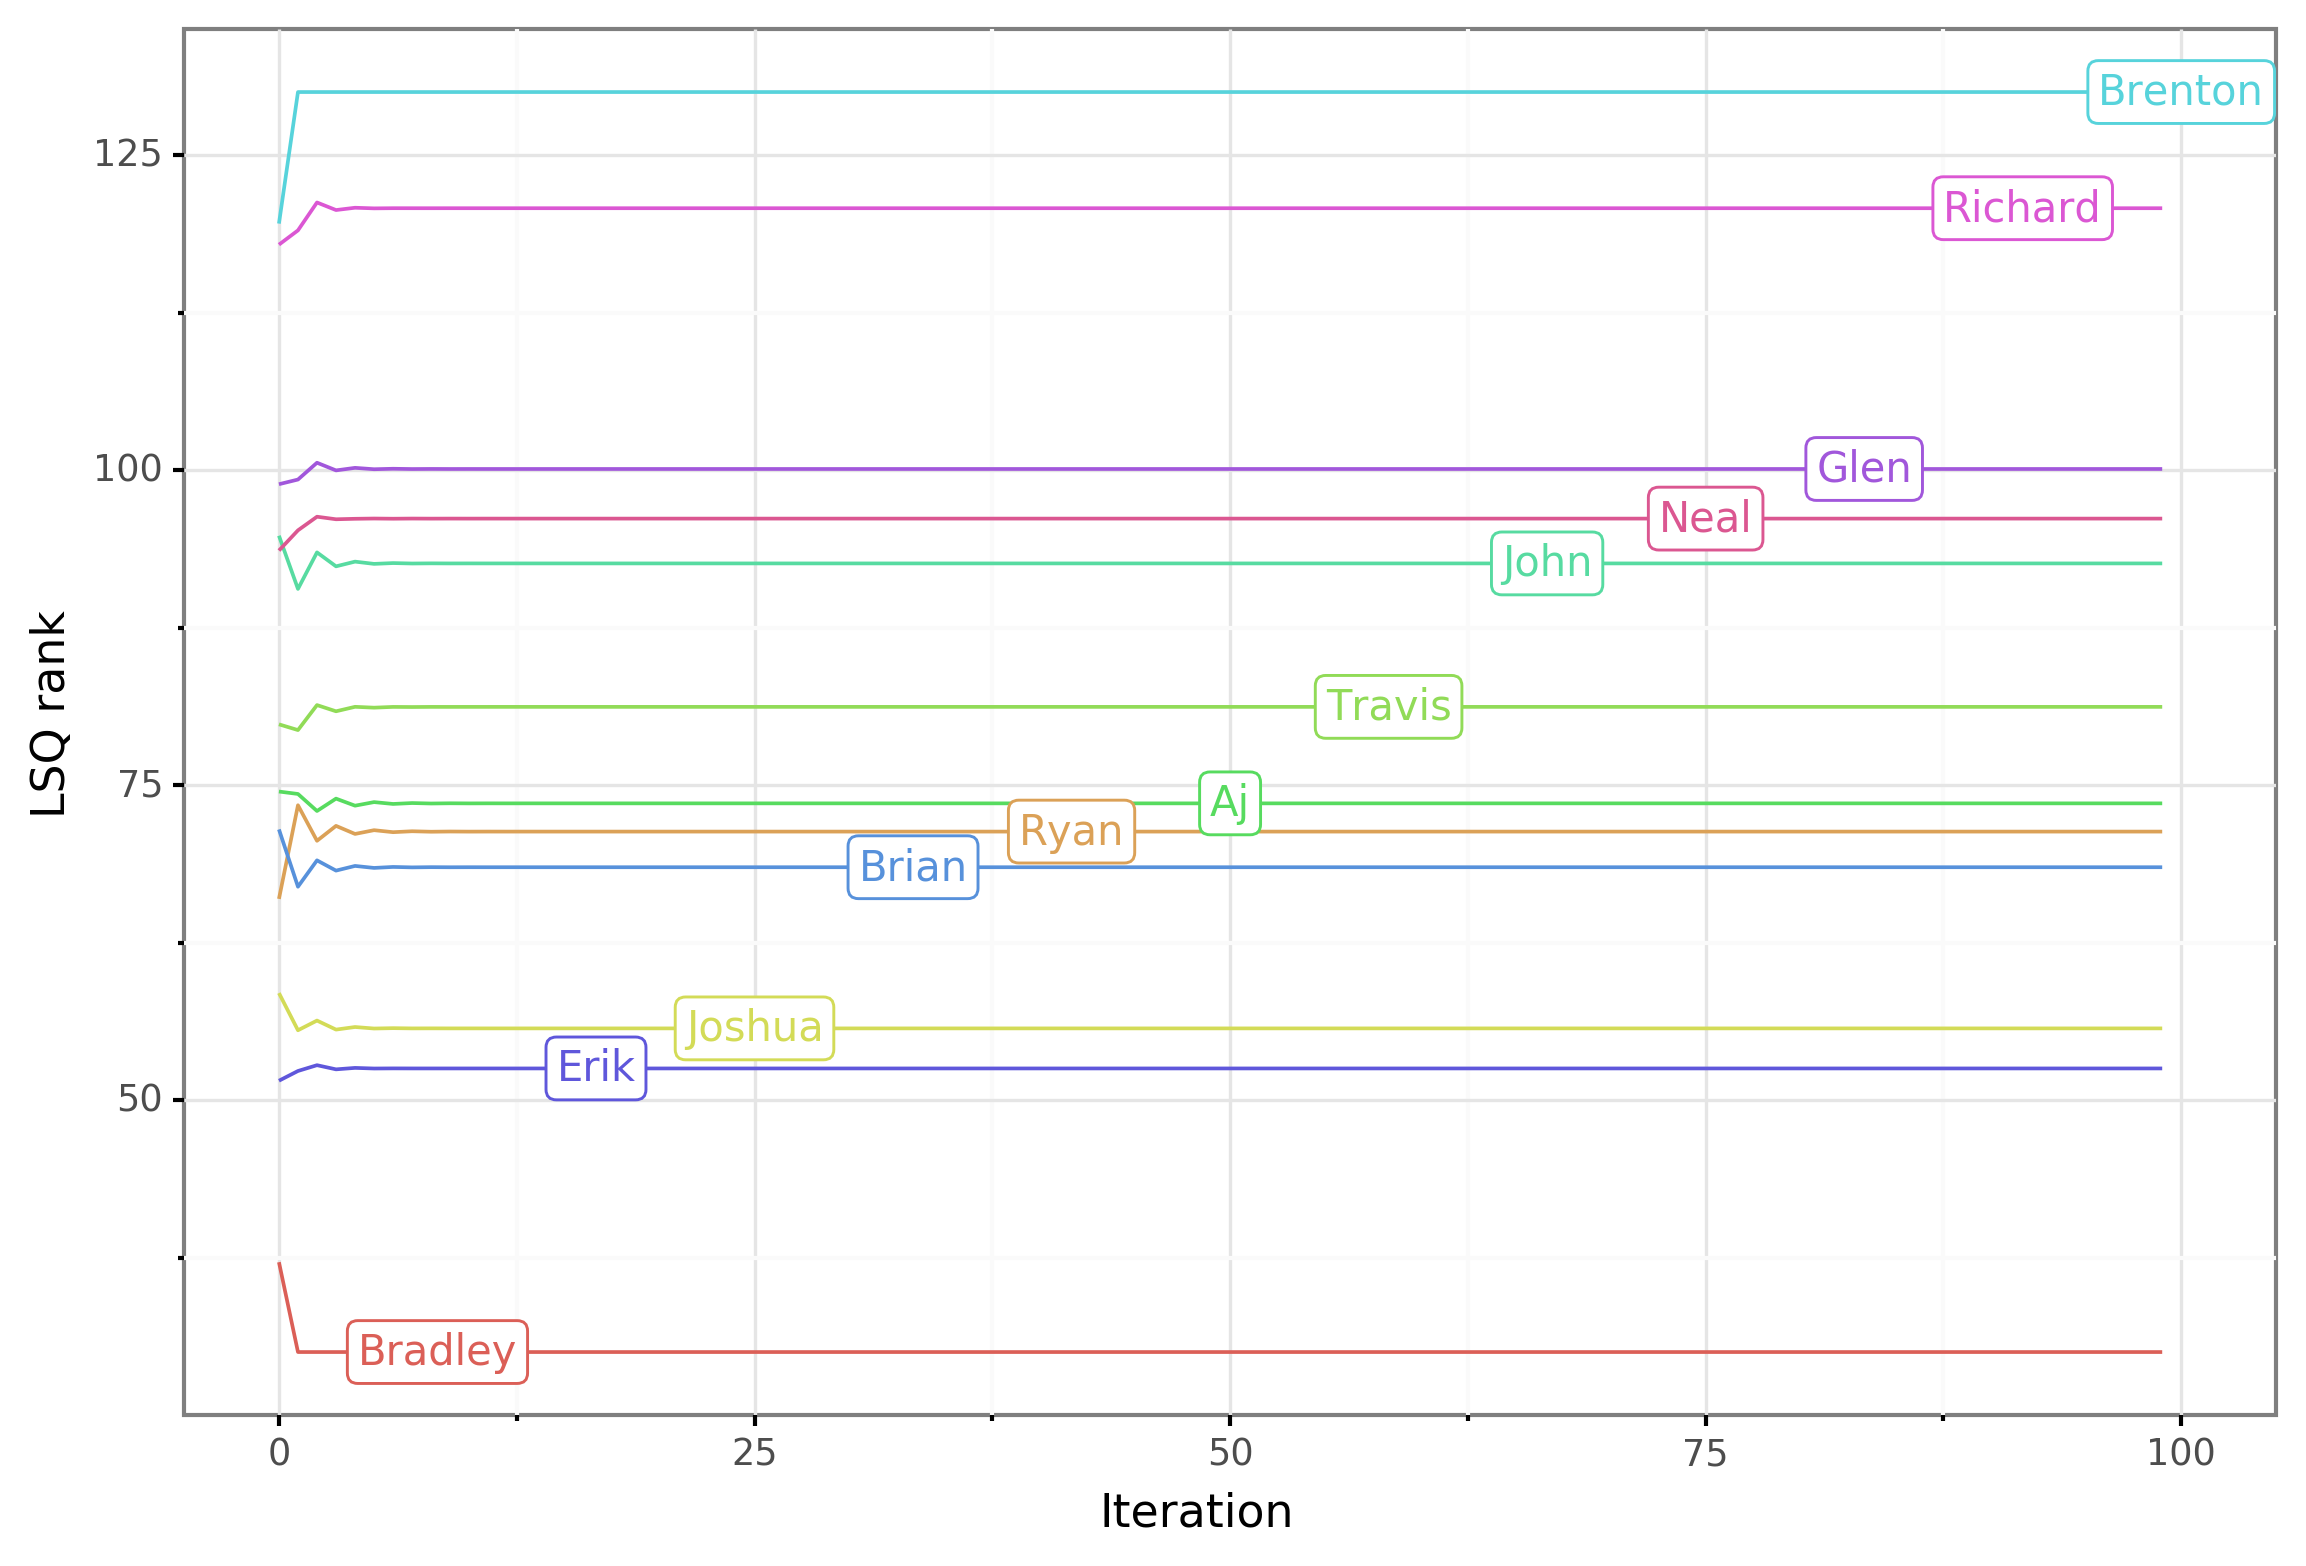 Brenton
125
Richard
100
Glen
Neal
John
LSQ rank
Travis
75
Aj
Ryan
Brian
Joshua
Erik
50
Bradley
0 25 50 75 100
Iteration